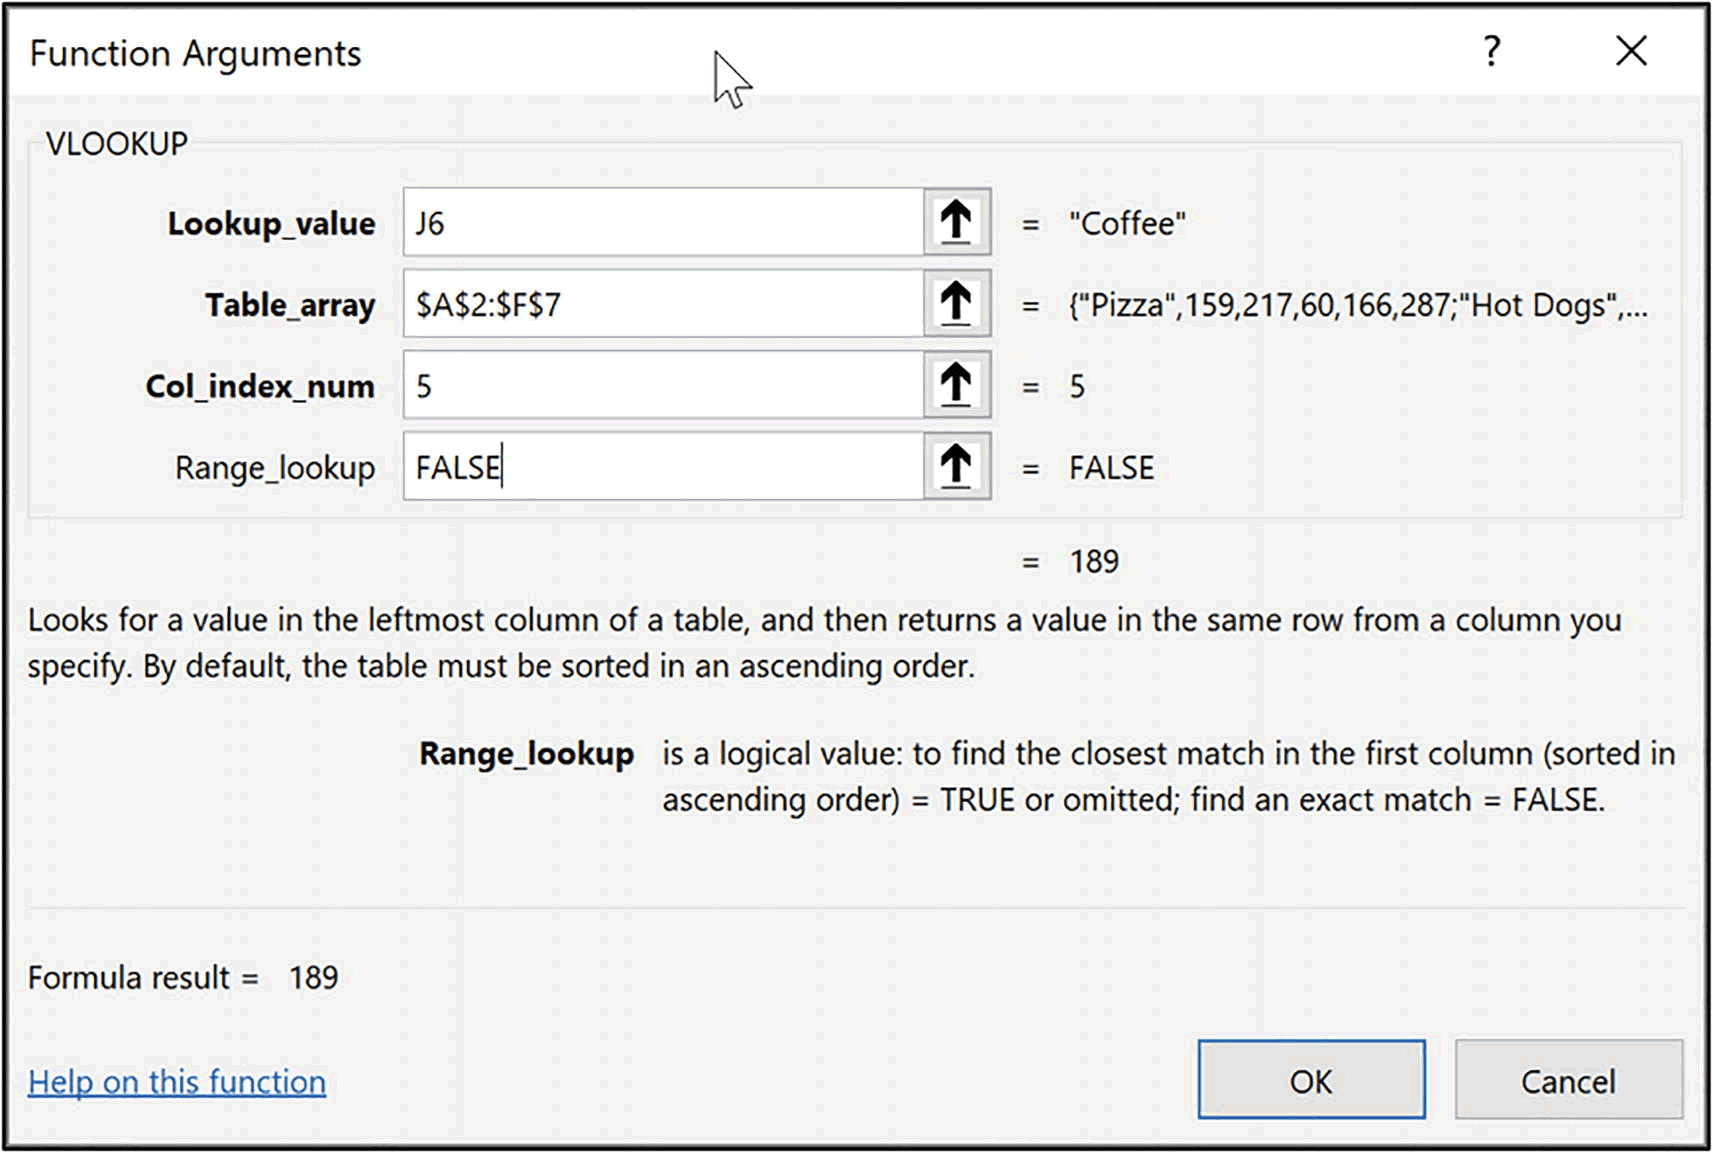 Function Arguments ? ×
VLOOKUP
Lookup_value J6 = "Coffee"
Table_array $A$2:$F$7 = {"Pizza",159,217,60,166,287;"Hot Dogs",...
Col_index_num 5 = 5
Range_lookup FALSE = FALSE
= 189
Looks for a value in the leftmost column of a table, and then returns a value in the same row from a column you
specify. By default, the table must be sorted in an ascending order.
Range_lookup is a logical value: to find the closest match in the first column (sorted in
ascending order) = TRUE or omitted; find an exact match = FALSE.
Formula result = 189
Help on this function OK Cancel